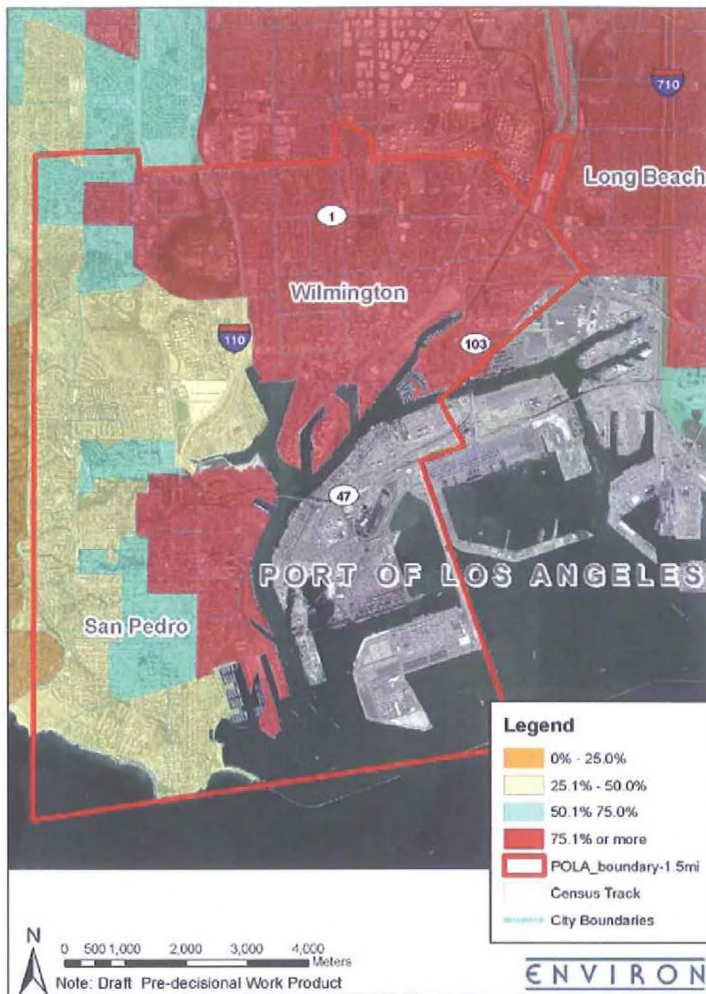 710
Long Beach
1
Wilmington
110
103
47
PORT OF LOS ANGELES
San Pedro
Legend
0% - 25.0%
25.1% - 50.0%
50.1% 75.0%
75.1% or more
POLA_boundary-1.5mi
Census Track
City Boundaries
N
0 500 1,000 2,000 3,000 4,000
Meters
Note: Draft Pre-decisional Work Product
ENVIRON